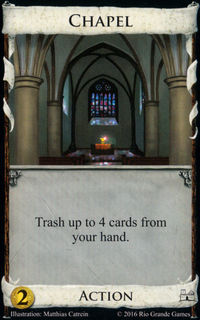 CHAPEL
Trash up to 4 cards from
your hand.
2
ACTION
Illustration: Matthias Catrein
© 2016 Rio Grande Games